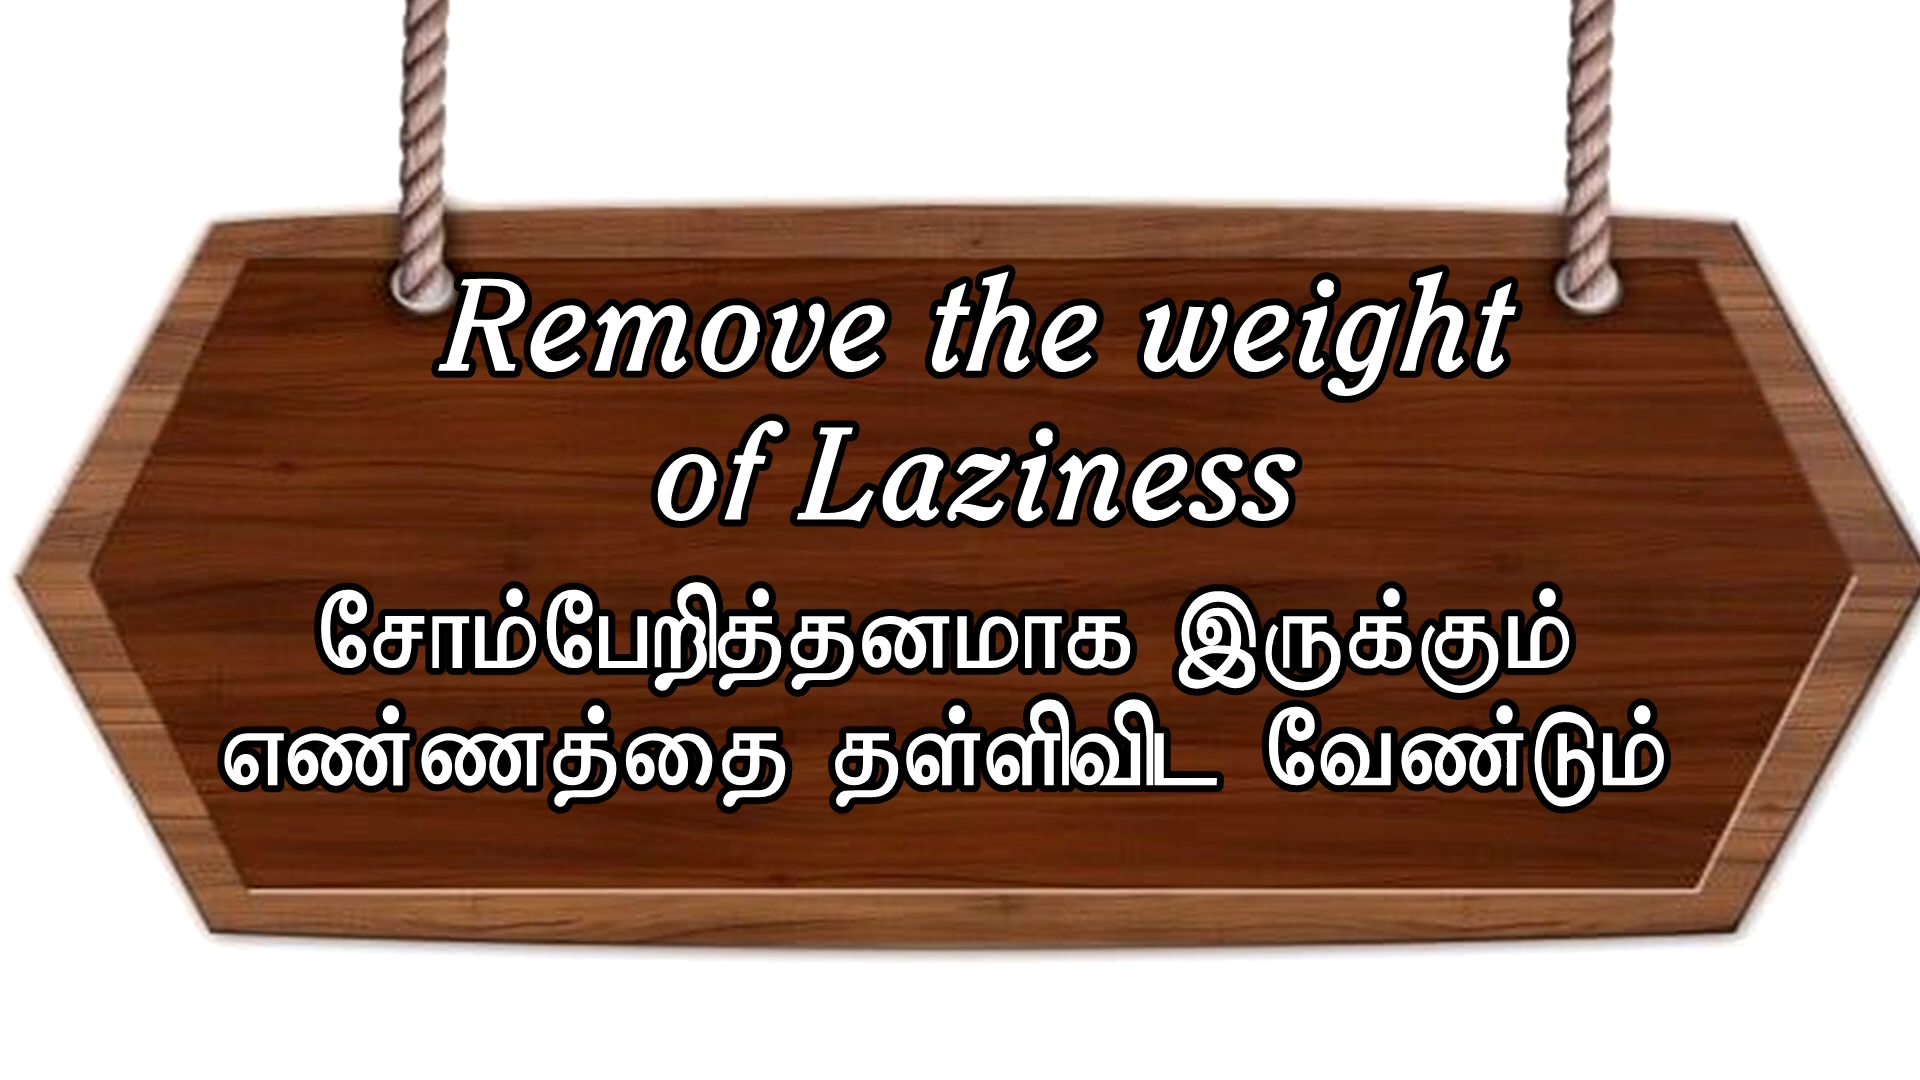 Remove the weight
of Laziness
சோம்பேறித்தனமாக இருக்கும்
எண்ணத்தை தள்ளிவிட வேண்டும்